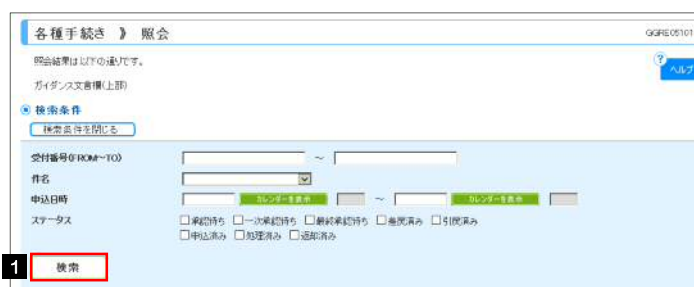 各種手続き 》 照会
GGRE05101
照会結果は以下の通りです。
ヘルプ
ガイダンス文言欄(上部)
検索条件
検索条件を閉じる
受付番号(FROM～TO)
～
件名
申込日時
カレンダーを表示 ～ カレンダーを表示
ステータス
承認待ち 一次承認待ち 最終承認待ち 差戻済み 引戻済み
申込済み 処理済み 返却済み
1 検索